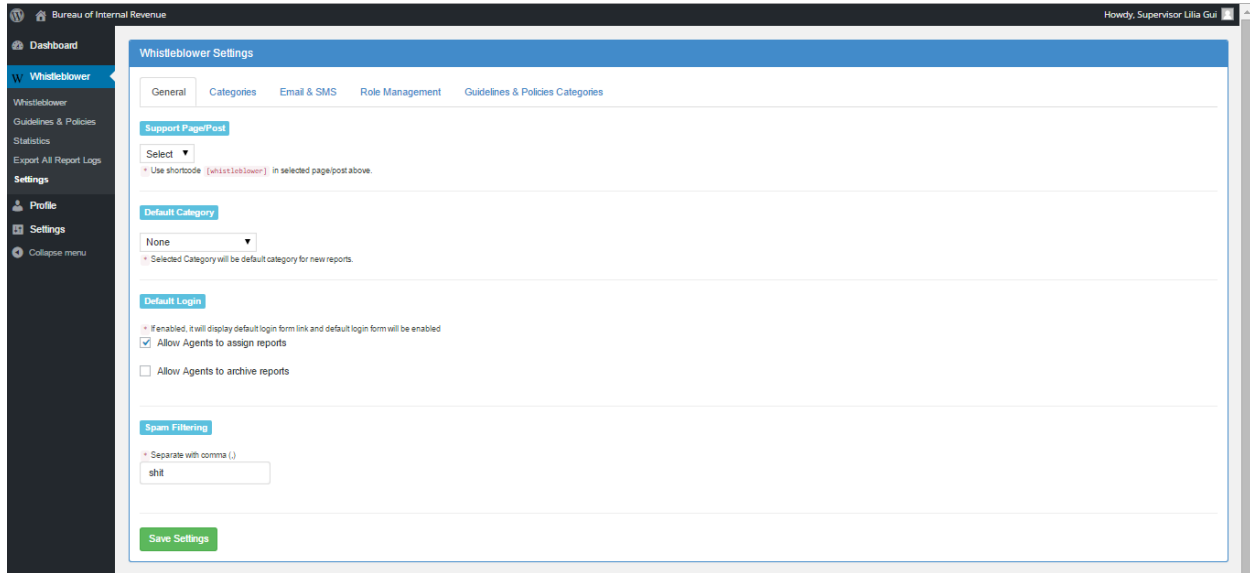 Bureau of Internal Revenue
Howdy, Supervisor Lilia Gui
Dashboard
W Whistleblower
Whistleblower
Guidelines & Policies
Statistics
Export All Report Logs
Settings
Profile
Settings
Collapse menu
Whistleblower Settings
General Categories Email & SMS Role Management Guidelines & Policies Categories
Support Page/Post
Select
* Use shortcode [whistleblower] in selected page/post above.
Default Category
None
* Selected Category will be default category for new reports.
Default Login
* If enabled, it will display default login form link and default login form will be enabled
Allow Agents to assign reports
Allow Agents to archive reports
Spam Filtering
* Separate with comma (,)
shit
Save Settings